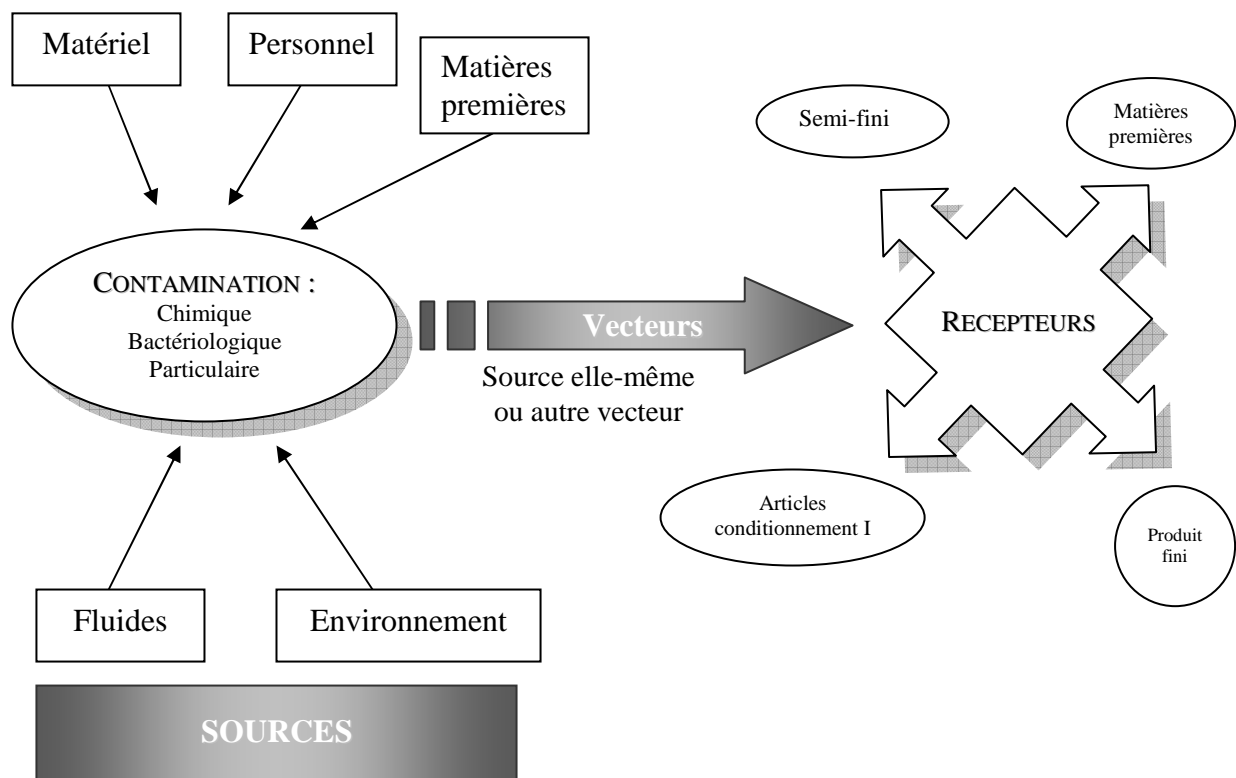 Matériel
Personnel
Matières
premières
CONTAMINATION :
Chimique
Bactériologique
Particulaire
Fluides
Environnement
SOURCES
Vecteurs
Source elle-même
ou autre vecteur
Semi-fini
Matières
premières
RECEPTEURS
Articles
conditionnement I
Produit
fini